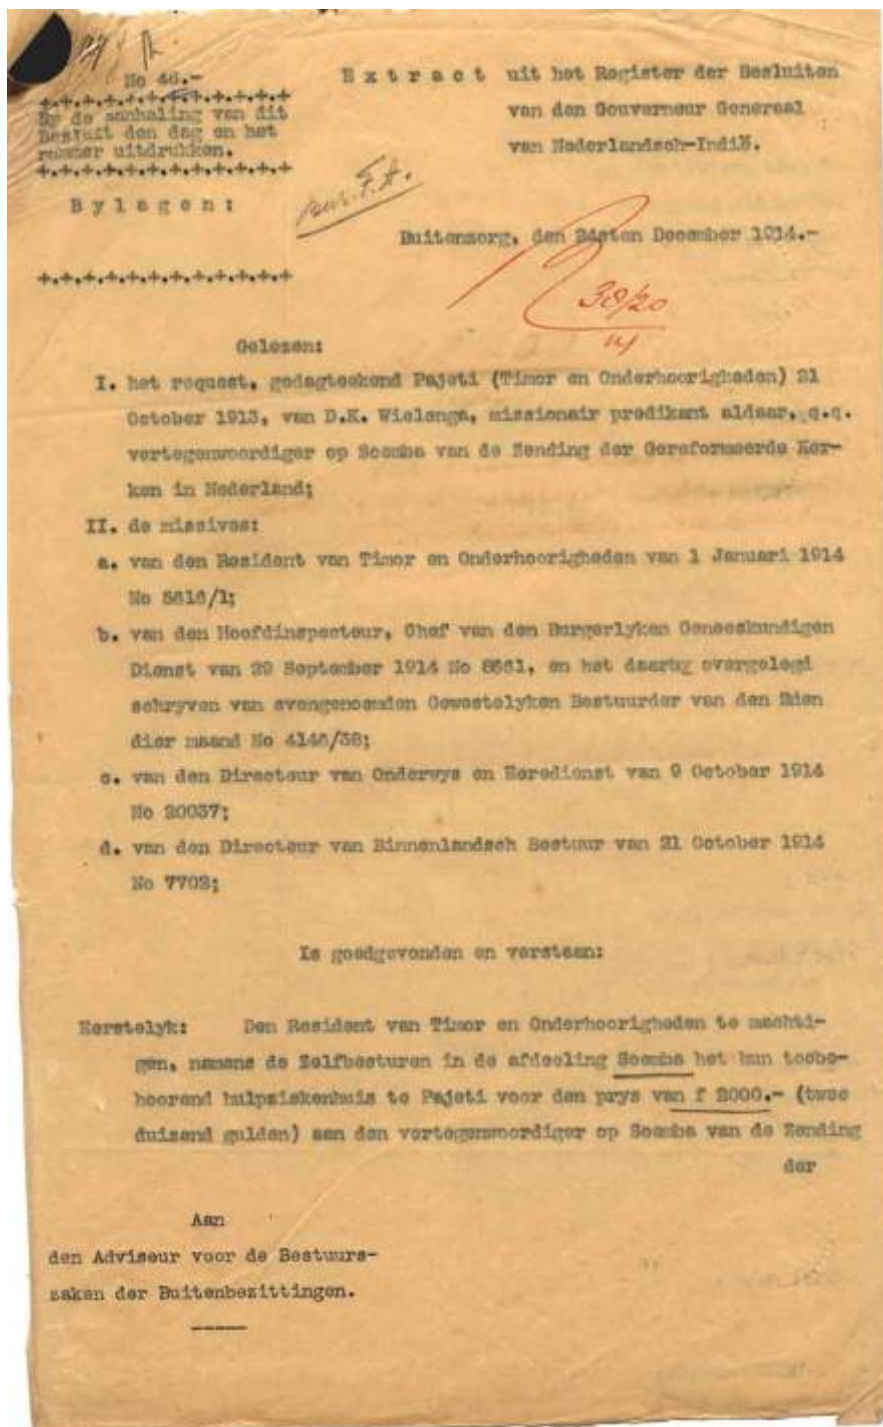 No 46.-
+.+.+.+.+.+.+.+.+.+.+.+.+
By de aanhaling van dit
Besluit den dag en het
nummer uitdrukken.
+.+.+.+.+.+.+.+.+.+.+.+.+
Bylagen:
+.+.+.+.+.+.+.+.+.+.+.+.+
Extract uit het Register der Besluiten
van den Gouverneur Generaal
van Nederlandsch-Indië.
F.A.
Buitenzorg, den 24sten December 1914.-
38/20
14
Gelezen:
I. het request, gedagteekend Pajeti (Timor en Onderhoorigheden) 21
October 1913, van D.K. Wielenga, missionair predikant aldaar, q.q.
vertegenwoordiger op Soemba van de Zending der Gereformeerde Ker-
ken in Nederland;
II. de missives:
a. van den Resident van Timor en Onderhoorigheden van 1 Januari 1914
No 5616/1;
b. van den Hoofdinspecteur, Chef van den Burgerlyken Geneeskundigen
Dienst van 29 September 1914 No 8661, en het daarby overgelegd
schryven van evengenoemden Gewestelyken Bestuurder van den 2den
dier maand No 4146/38;
c. van den Directeur van Onderwys en Eeredienst van 9 October 1914
No 20037;
d. van den Directeur van Binnenlandsch Bestuur van 21 October 1914
No 7702;
Is goedgevonden en verstaan:
Eerstelyk: Den Resident van Timor en Onderhoorigheden te machti-
gen, namens de Zelfbesturen in de afdeeling Soemba het hun toebe-
hoorend hulpziekenhuis te Pajeti voor den prys van f 2000.- (twee
duizend gulden) aan den vertegenwoordiger op Soemba van de Zending
der
Aan
den Adviseur voor de Bestuurs-
zaken der Buitenbezittingen.